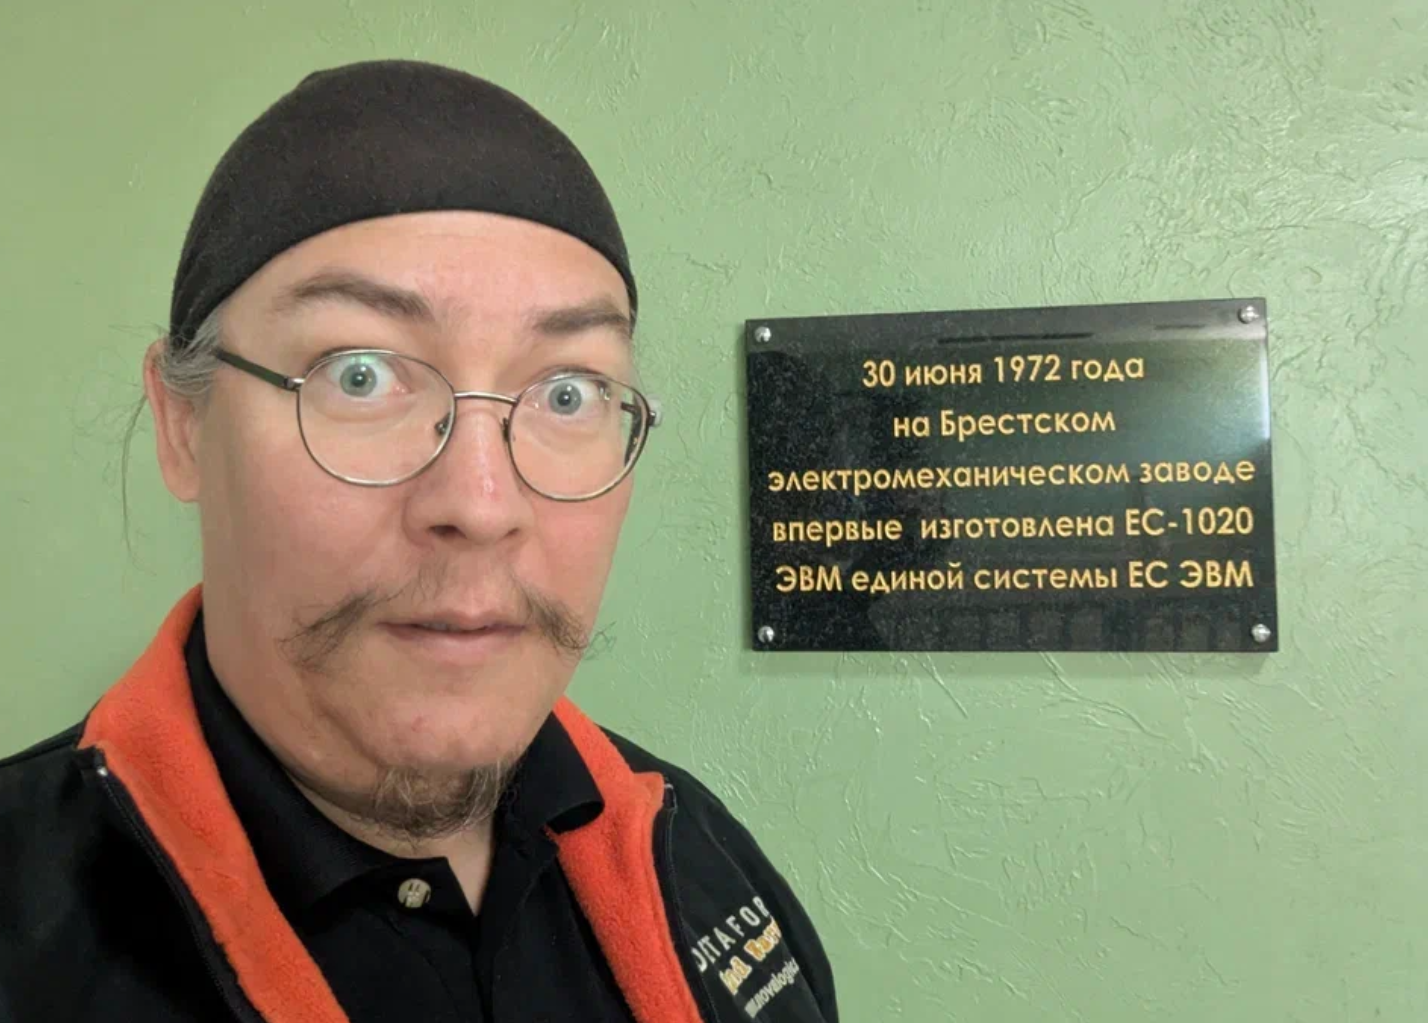 30 июня 1972 года
на Брестском
электромеханическом заводе
впервые изготовлена ЕС-1020
ЭВМ единой системы ЕС ЭВМ